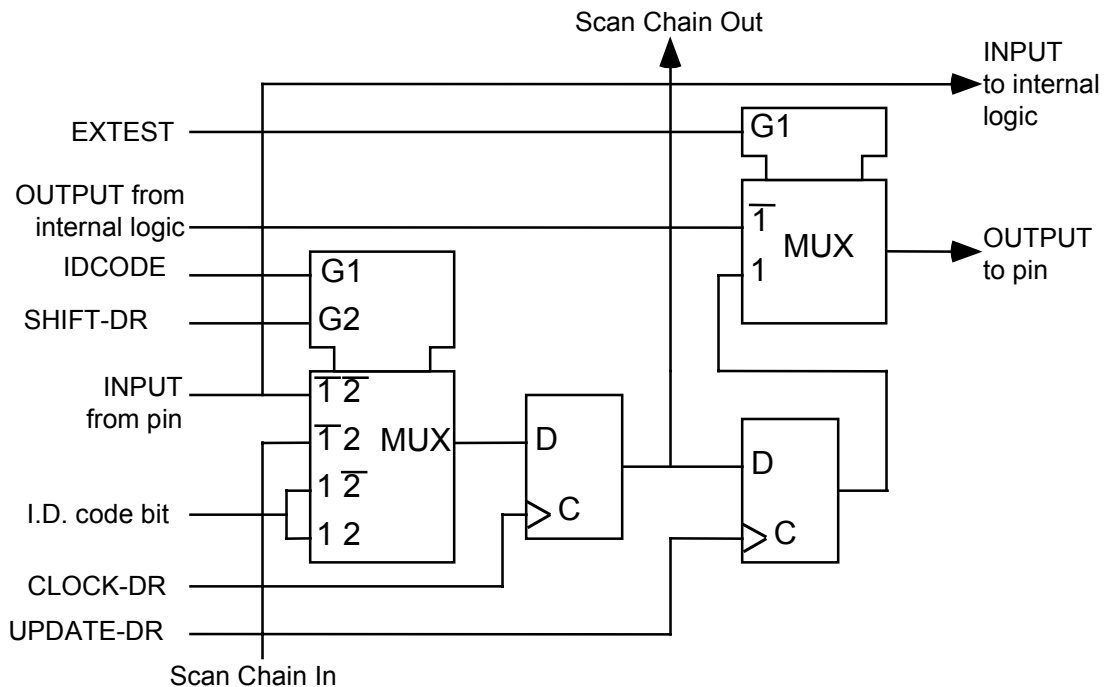 Scan Chain Out
INPUT
to internal
logic
EXTEST
G1
OUTPUT from
internal logic
1̅
MUX
1
OUTPUT
to pin
IDCODE
G1
SHIFT-DR
G2
INPUT
from pin
1̅ 2̅
1̅ 2
MUX
1 2̅
1 2
I.D. code bit
D
C
D
C
CLOCK-DR
UPDATE-DR
Scan Chain In